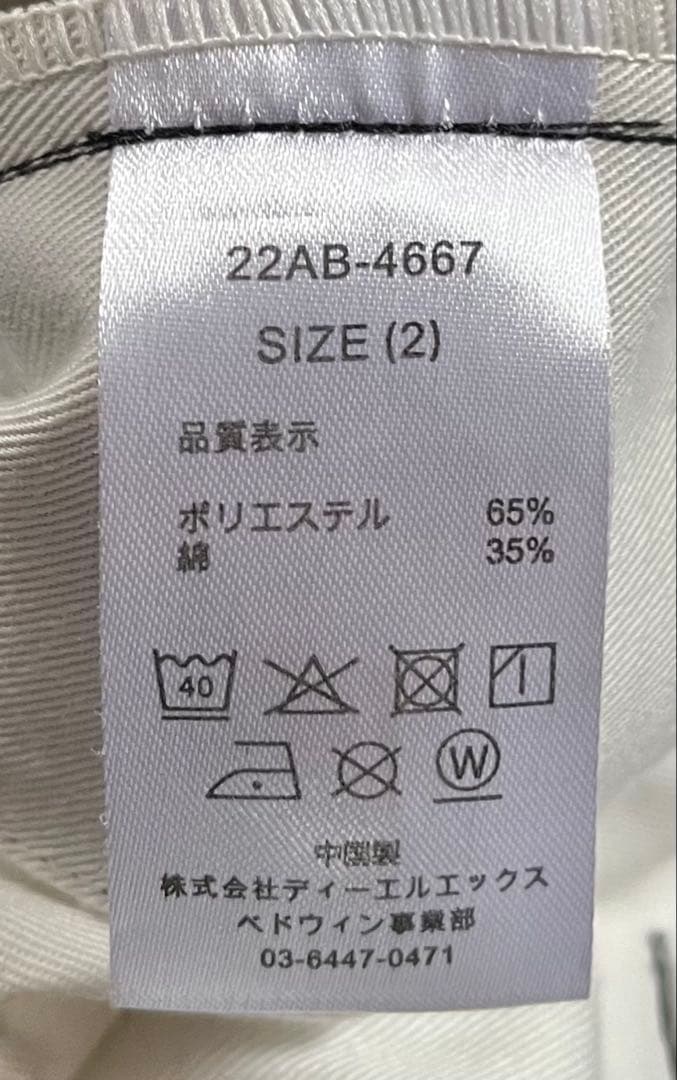 22AB-4667
SIZE (2)
品質表示
ポリエステル 65%
綿 35%
40
W
中国製
株式会社ディーエルエックス
ベドウィン事業部
03-6447-0471